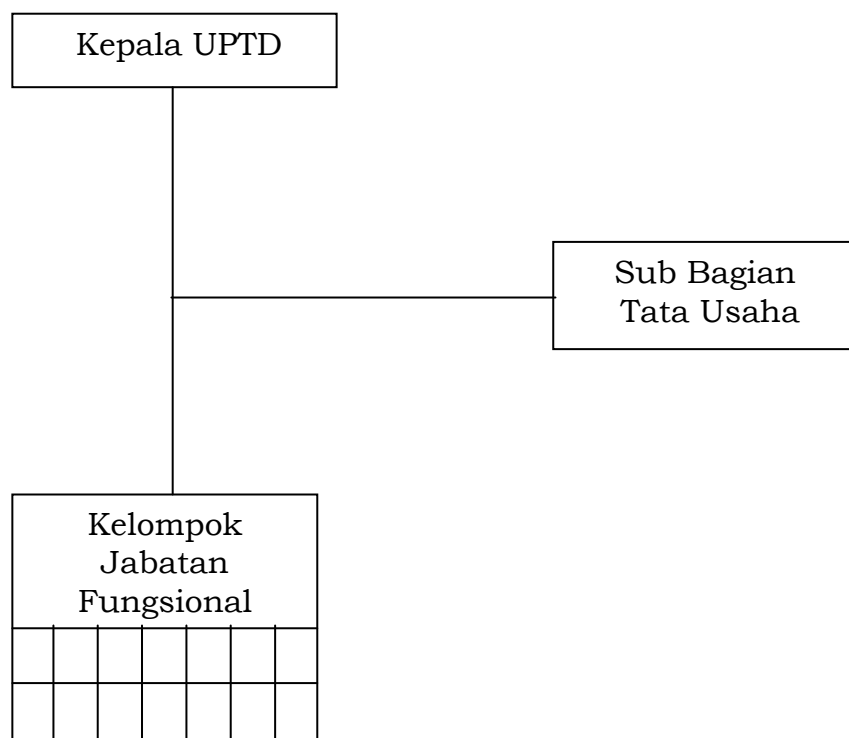 Kepala UPTD
Sub Bagian
Tata Usaha
Kelompok
Jabatan
Fungsional